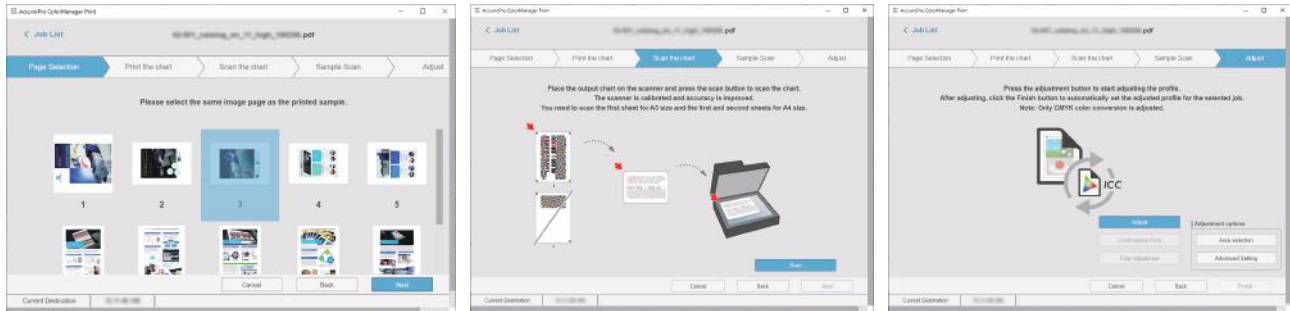 AccurioPro ColorManager Print
< Job List
.pdf
Page Selection
Print the chart
Scan the chart
Sample Scan
Adjust
Please select the same image page as the printed sample.
1
2
3
4
5
Cancel
Back
Next
Current Destination
AccurioPro ColorManager Print
< Job List
.pdf
Page Selection
Print the chart
Scan the chart
Sample Scan
Adjust
Place the output chart on the scanner and press the scan button to scan the chart.
The scanner is calibrated and accuracy is improved.
You need to scan the first sheet for A3 size and the first and second sheets for A4 size.
Scan
Cancel
Back
Next
Current Destination
AccurioPro ColorManager Print
< Job List
.pdf
Page Selection
Print the chart
Scan the chart
Sample Scan
Adjust
Press the adjustment button to start adjusting the profile.
After adjusting, click the Finish button to automatically set the adjusted profile for the selected job.
Note: Only CMYK color conversion is adjusted.
ICC
Adjust
Adjustment options
Confirmation Print
Area selection
Fine Adjustment
Advanced Setting
Cancel
Back
Finish
Current Destination